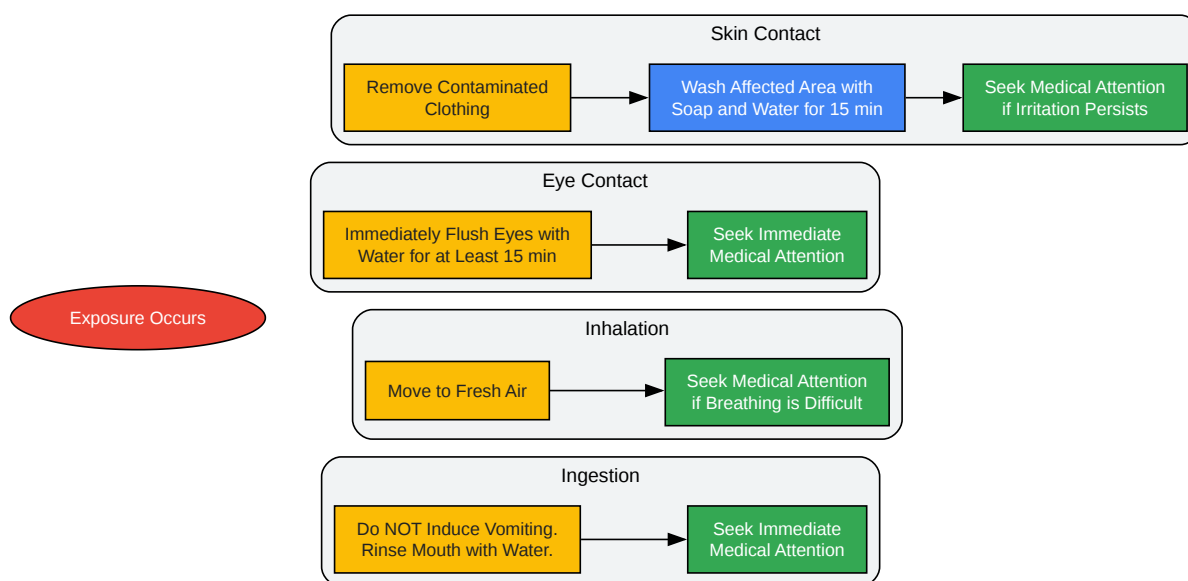 Skin Contact
Remove Contaminated
Clothing
Wash Affected Area with
Soap and Water for 15 min
Seek Medical Attention
if Irritation Persists
Eye Contact
Immediately Flush Eyes with
Water for at Least 15 min
Seek Immediate
Medical Attention
Exposure Occurs
Inhalation
Move to Fresh Air
Seek Medical Attention
if Breathing is Difficult
Ingestion
Do NOT Induce Vomiting.
Rinse Mouth with Water.
Seek Immediate
Medical Attention